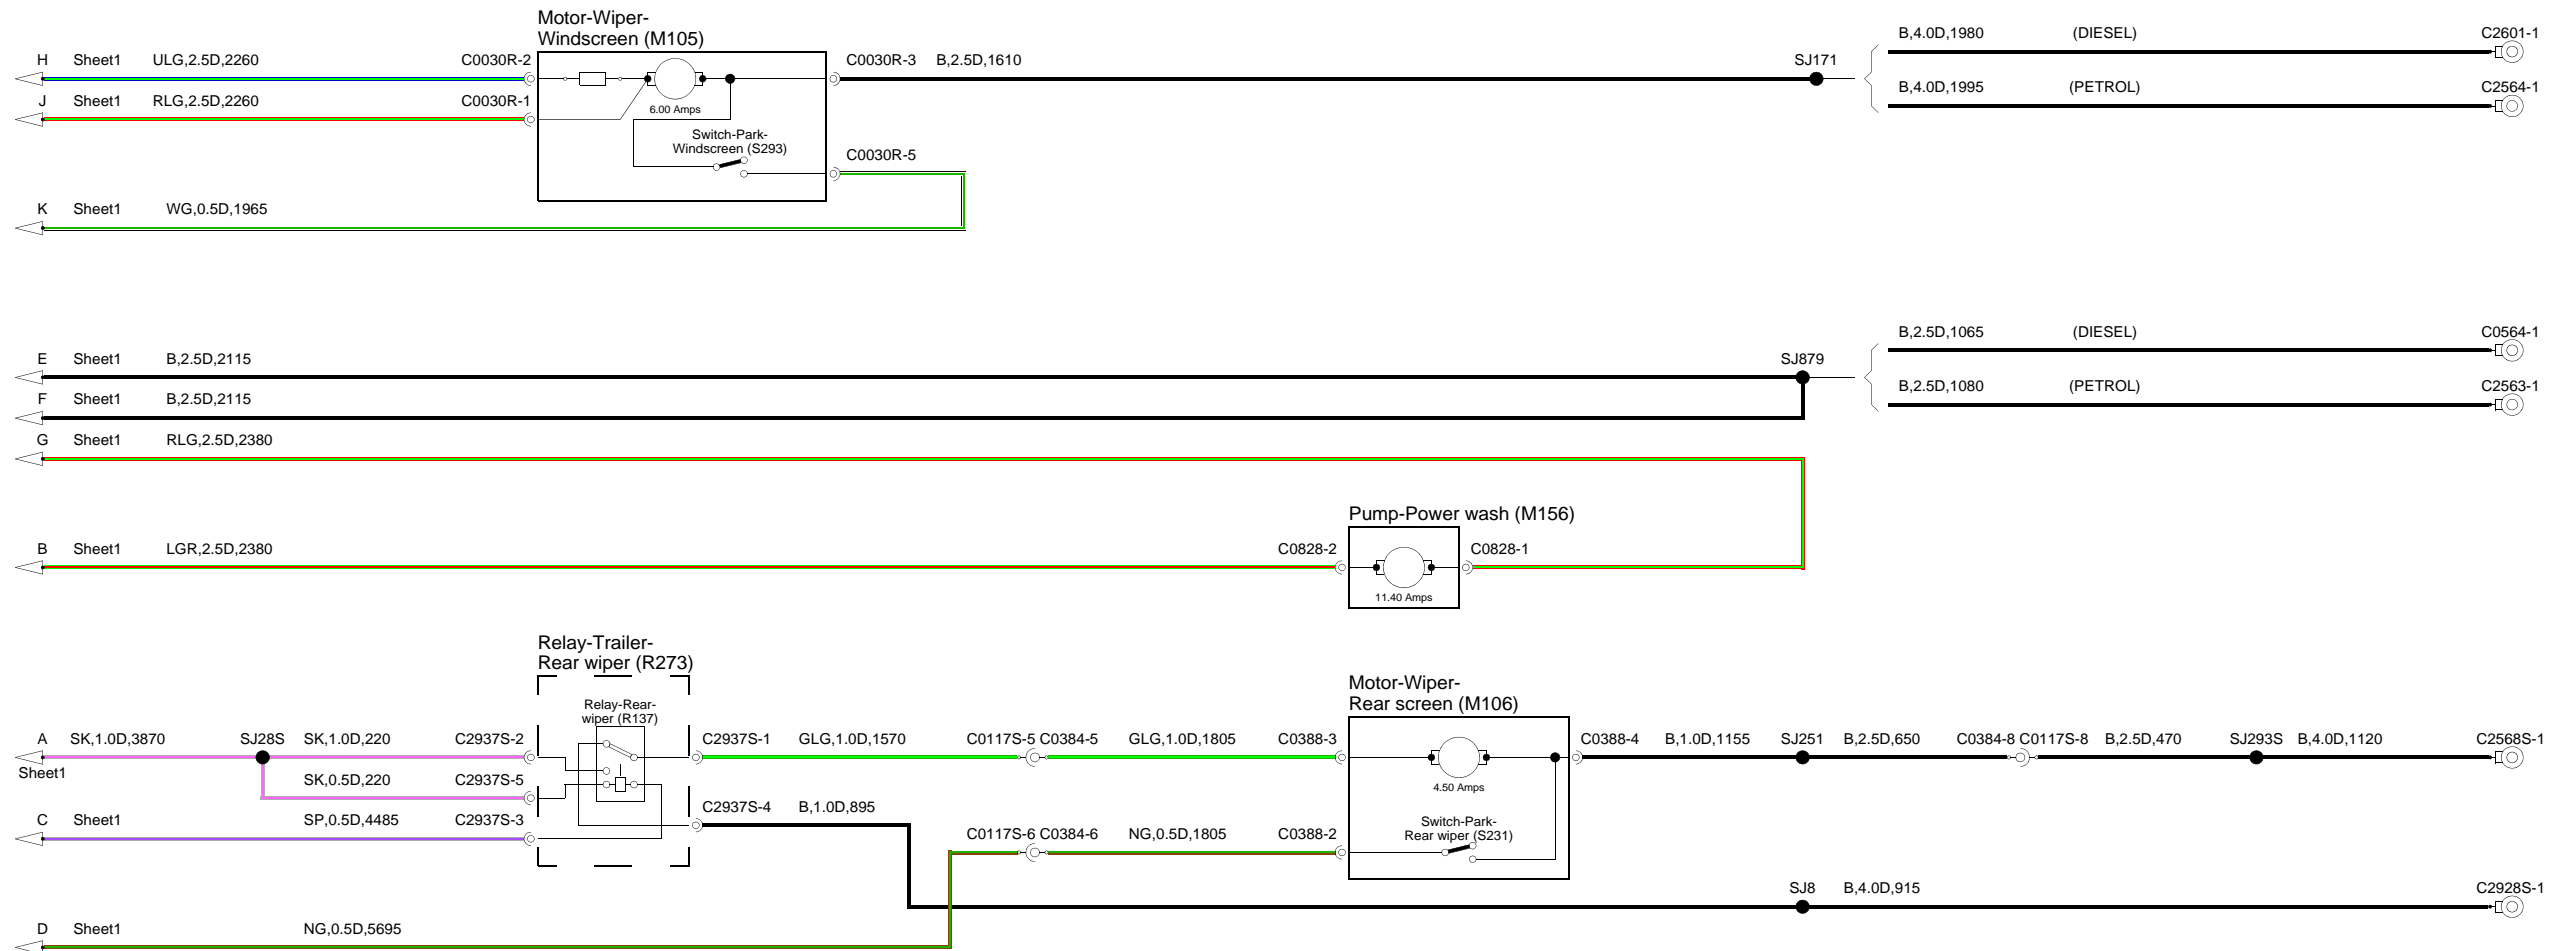 Motor-Wiper-
Windscreen (M105)
H Sheet1 ULG,2.5D,2260 C0030R-2
C0030R-3 B,2.5D,1610
SJ171
B,4.0D,1980 (DIESEL) C2601-1
J Sheet1 RLG,2.5D,2260 C0030R-1
6.00 Amps
B,4.0D,1995 (PETROL) C2564-1
Switch-Park-
Windscreen (S293)
C0030R-5
K Sheet1 WG,0.5D,1965
B,2.5D,1065 (DIESEL) C0564-1
E Sheet1 B,2.5D,2115
SJ879
F Sheet1 B,2.5D,2115
B,2.5D,1080 (PETROL) C2563-1
G Sheet1 RLG,2.5D,2380
Pump-Power wash (M156)
B Sheet1 LGR,2.5D,2380 C0828-2
C0828-1
11.40 Amps
Relay-Trailer-
Rear wiper (R273)
Relay-Rear-
wiper (R137)
Motor-Wiper-
Rear screen (M106)
A SK,1.0D,3870 SJ28S SK,1.0D,220 C2937S-2
C2937S-1 GLG,1.0D,1570 C0117S-5 C0384-5 GLG,1.0D,1805 C0388-3
C0388-4 B,1.0D,1155 SJ251 B,2.5D,650 C0384-8 C0117S-8 B,2.5D,470 SJ293S B,4.0D,1120 C2568S-1
Sheet1
SK,0.5D,220 C2937S-5
4.50 Amps
C Sheet1 SP,0.5D,4485 C2937S-3
C2937S-4 B,1.0D,895
C0117S-6 C0384-6 NG,0.5D,1805 C0388-2
Switch-Park-
Rear wiper (S231)
SJ8 B,4.0D,915 C2928S-1
D Sheet1 NG,0.5D,5695